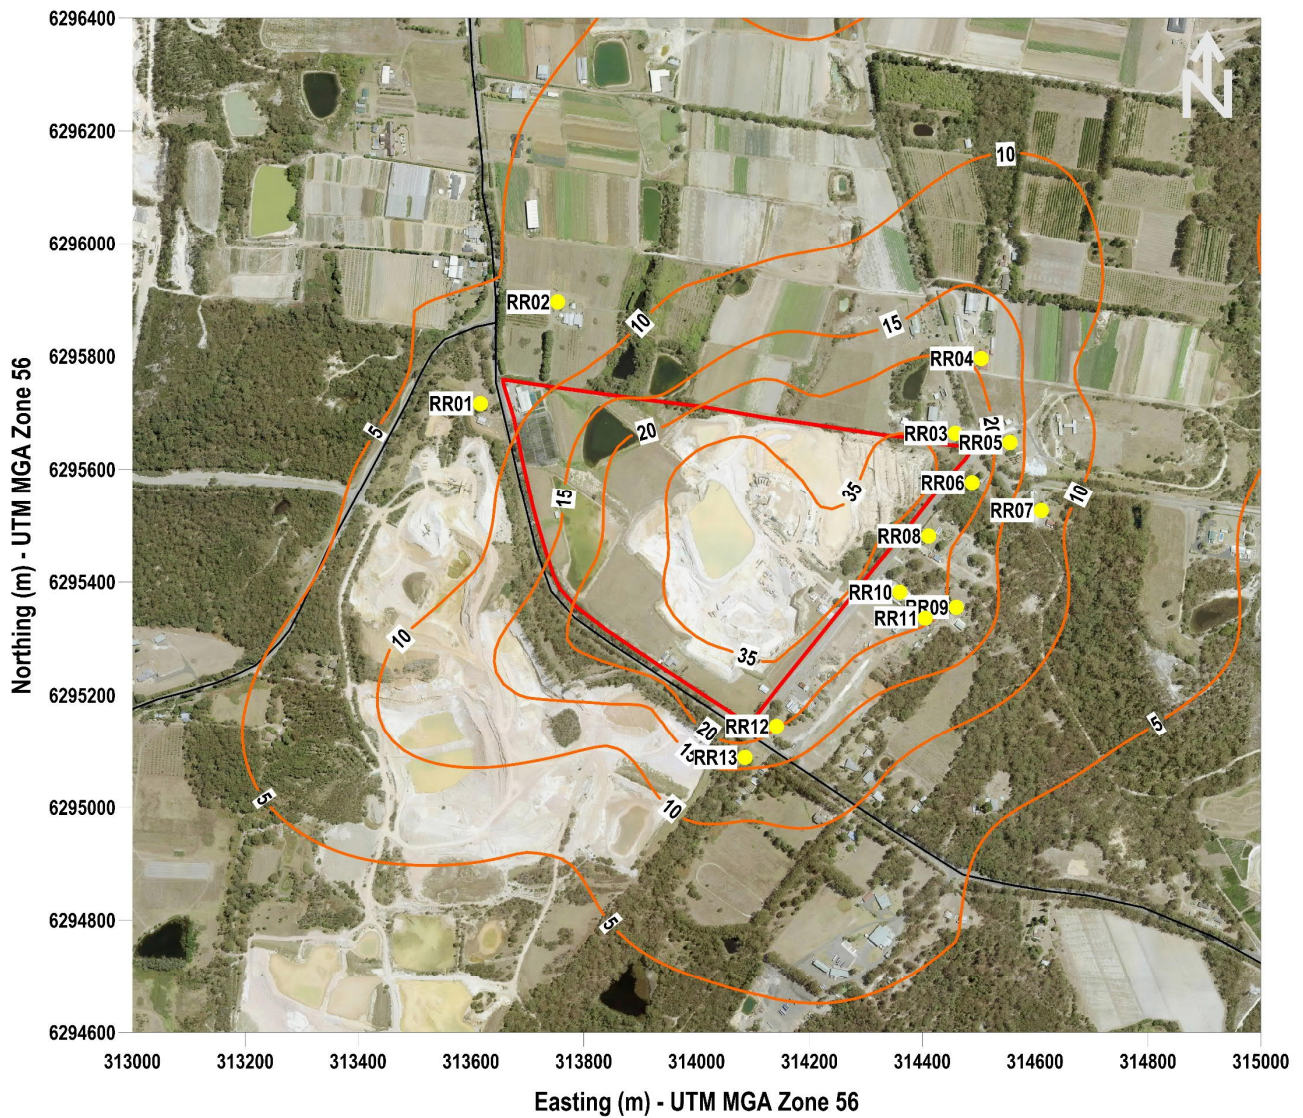 6296400
N
10
6296200
6296000
RR02
10
15
6295800
RR04
RR01
5
20
RR03
20
RR05
6295600
RR06
35
15
10
RR07
RR08
6295400
RR10
RR09
RR11
10
35
6295200
RR12
20
5
15
RR13
5
10
6295000
5
6294800
6294600
313000 313200 313400 313600 313800 314000 314200 314400 314600 314800 315000
Easting (m) - UTM MGA Zone 56
Northing (m) - UTM MGA Zone 56